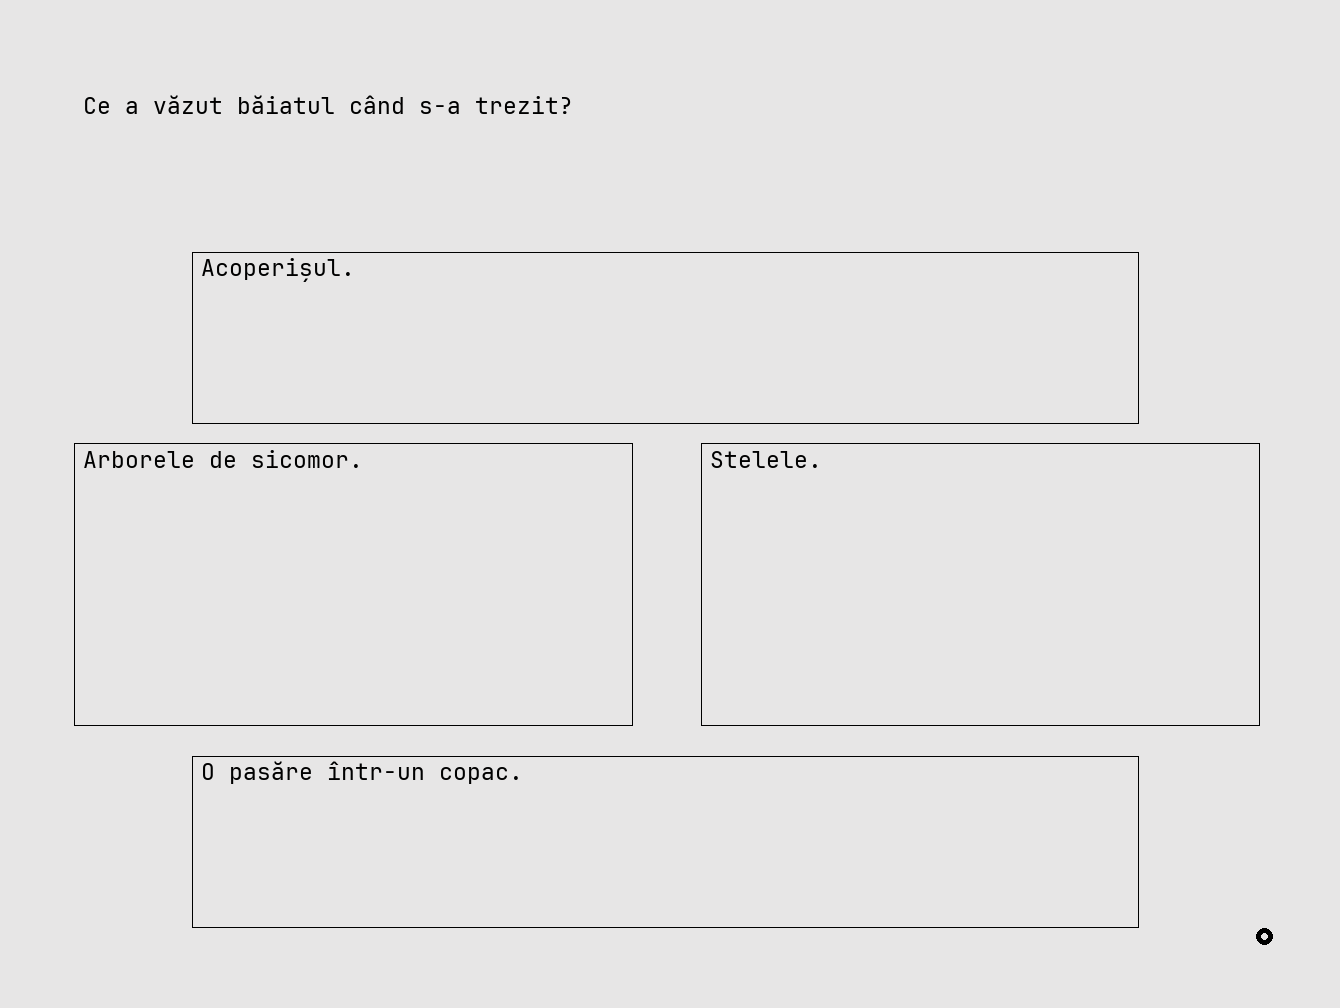 Ce a văzut băiatul când s-a trezit?
Acoperișul.
Arborele de sicomor.
Stelele.
O pasăre într-un copac.